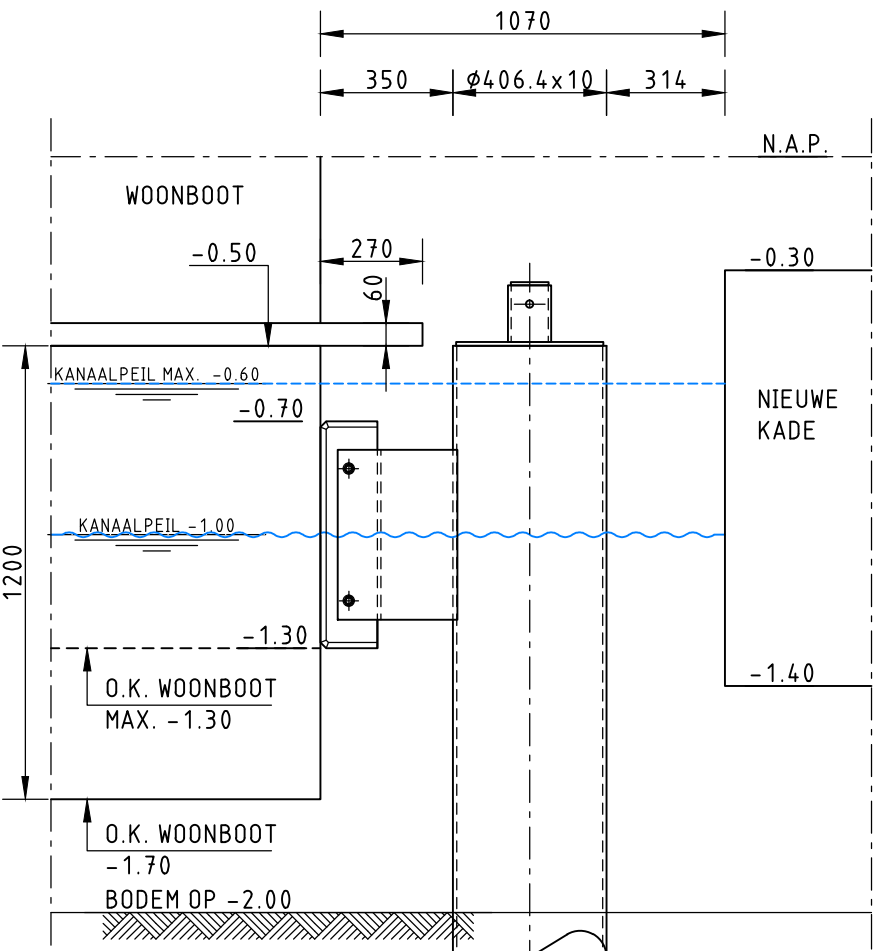 1070
350
ϕ406.4x10
314
N.A.P.
WOONBOOT
-0.50
270
-0.30
60
KANAALPEIL MAX. -0.60
-0.70
NIEUWE
KADE
KANAALPEIL -1.00
1200
-1.30
O.K. WOONBOOT
MAX. -1.30
-1.40
O.K. WOONBOOT
-1.70
BODEM OP -2.00